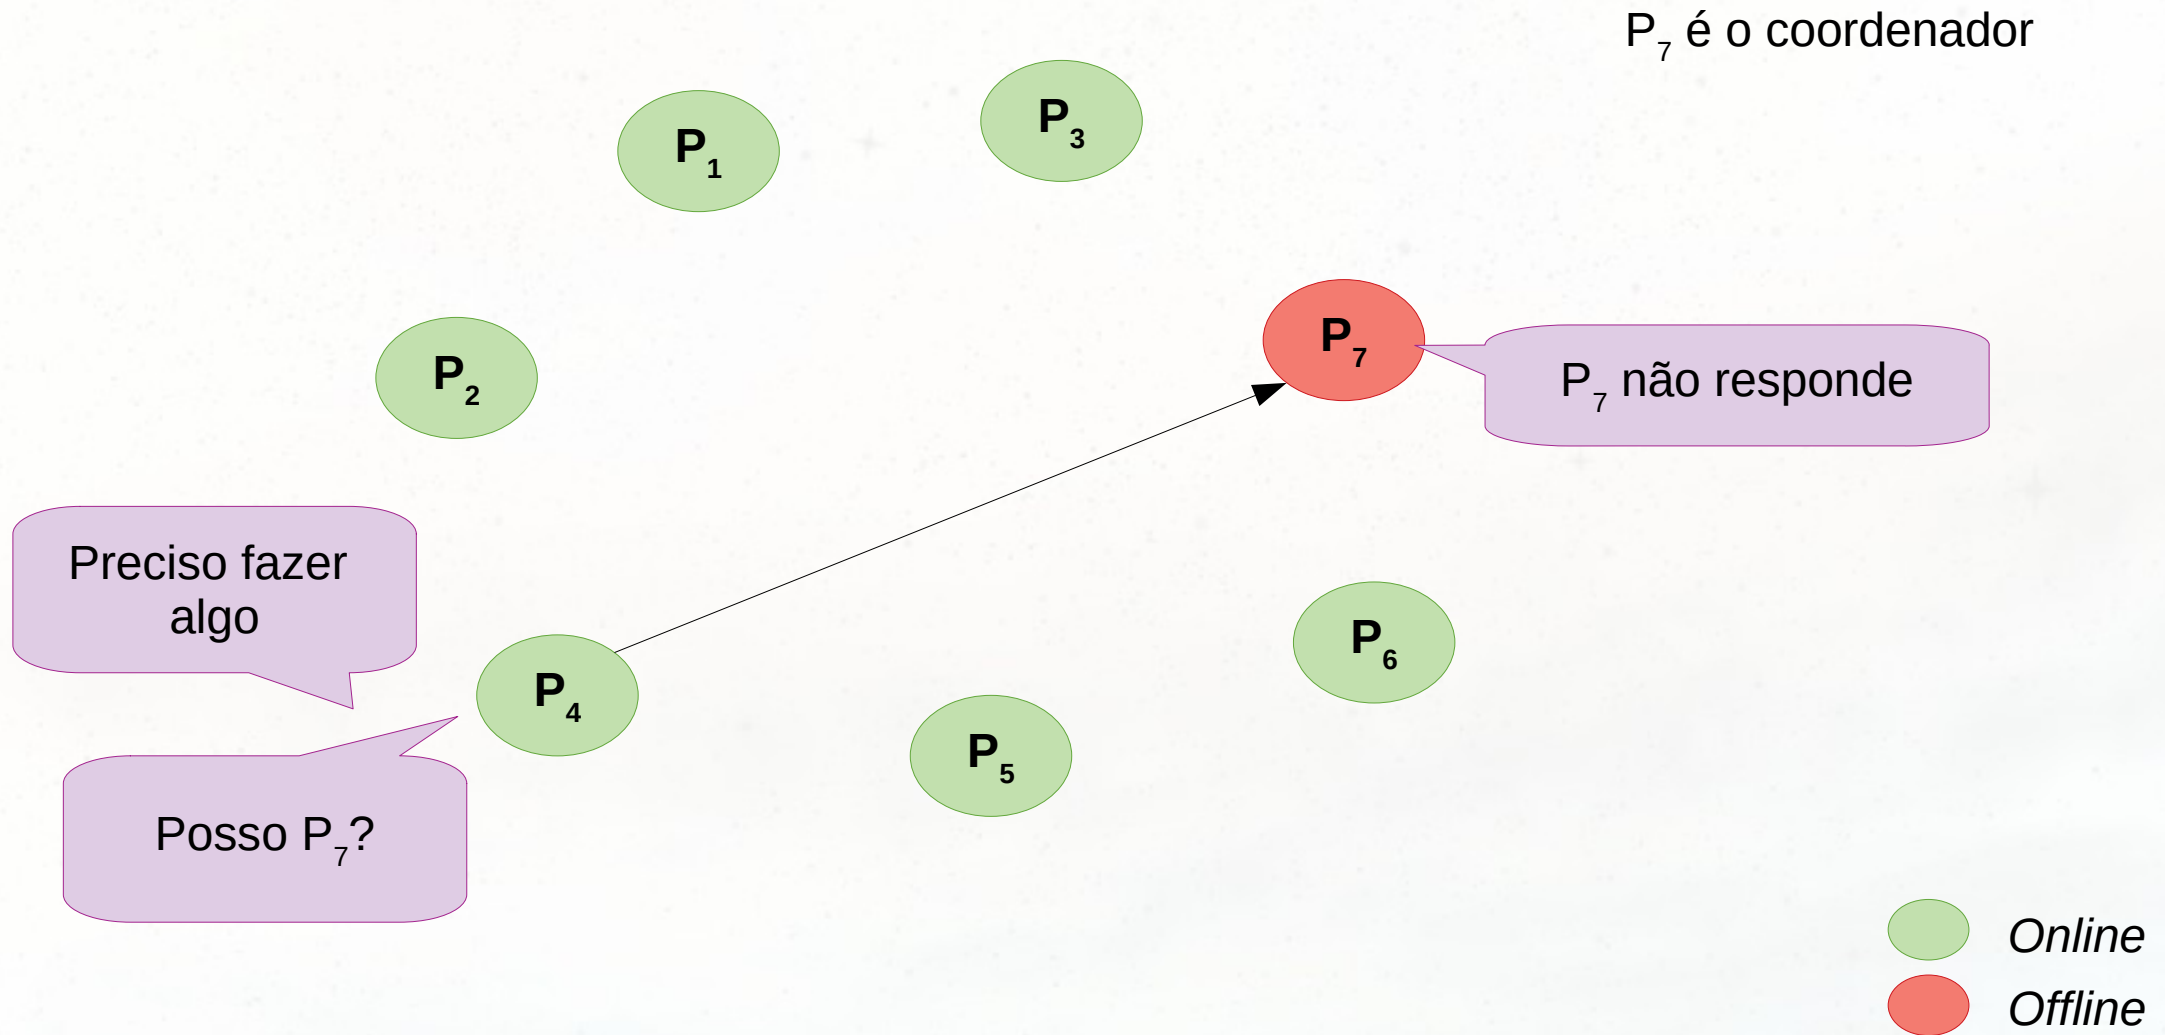 P₇ é o coordenador
P₃
P₁
P₇
P₇ não responde
P₂
Preciso fazer
algo
P₆
P₄
P₅
Posso P₇?
Online
Offline